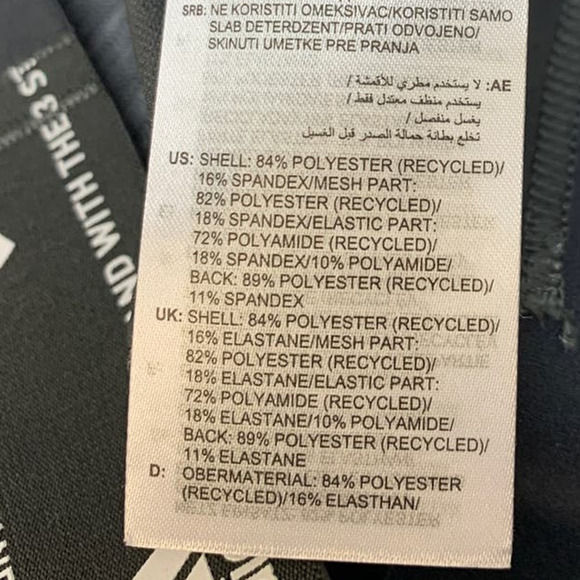 SRB: NE KORISTITI OMEKSIVAC/KORISTITI SAMO
SLAB DETERDZENT/PRATI ODVOJENO/
SKINUTI UMETKE PRE PRANJA
AE: لا يستخدم مطري للأقمشة /
يستخدم منظف معتدل فقط /
يغسل منفصل /
تخلع بطانة حمالة الصدر قبل الغسيل
US: SHELL: 84% POLYESTER (RECYCLED)/
16% SPANDEX/MESH PART:
82% POLYESTER (RECYCLED)/
18% SPANDEX/ELASTIC PART:
72% POLYAMIDE (RECYCLED)/
18% SPANDEX/10% POLYAMIDE/
BACK: 89% POLYESTER (RECYCLED)/
11% SPANDEX
UK: SHELL: 84% POLYESTER (RECYCLED)/
16% ELASTANE/MESH PART:
82% POLYESTER (RECYCLED)/
18% ELASTANE/ELASTIC PART:
72% POLYAMIDE (RECYCLED)/
18% ELASTANE/10% POLYAMIDE/
BACK: 89% POLYESTER (RECYCLED)/
11% ELASTANE
D: OBERMATERIAL: 84% POLYESTER
(RECYCLED)/16% ELASTHAN/
WITH THE 3